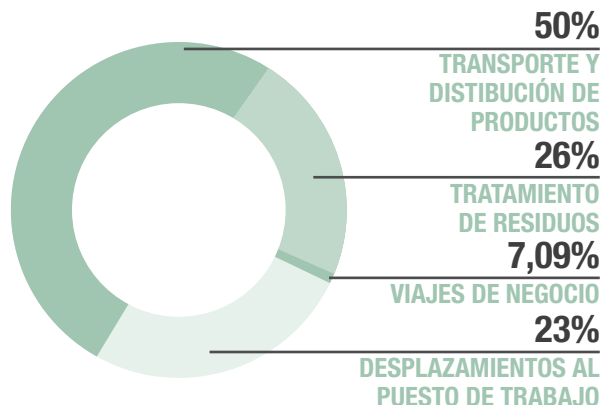 50%
TRANSPORTE Y
DISTIBUCIÓN DE
PRODUCTOS
26%
TRATAMIENTO
DE RESIDUOS
7,09%
VIAJES DE NEGOCIO
23%
DESPLAZAMIENTOS AL
PUESTO DE TRABAJO